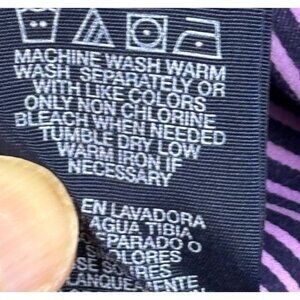 MACHINE WASH WARM
WASH SEPARATELY OR
WITH LIKE COLORS
ONLY NON CHLORINE
BLEACH WHEN NEEDED
TUMBLE DRY LOW
WARM IRON IF
NECESSARY
EN LAVADORA
AGUA TIBIA
SEPARADO O
COLORES